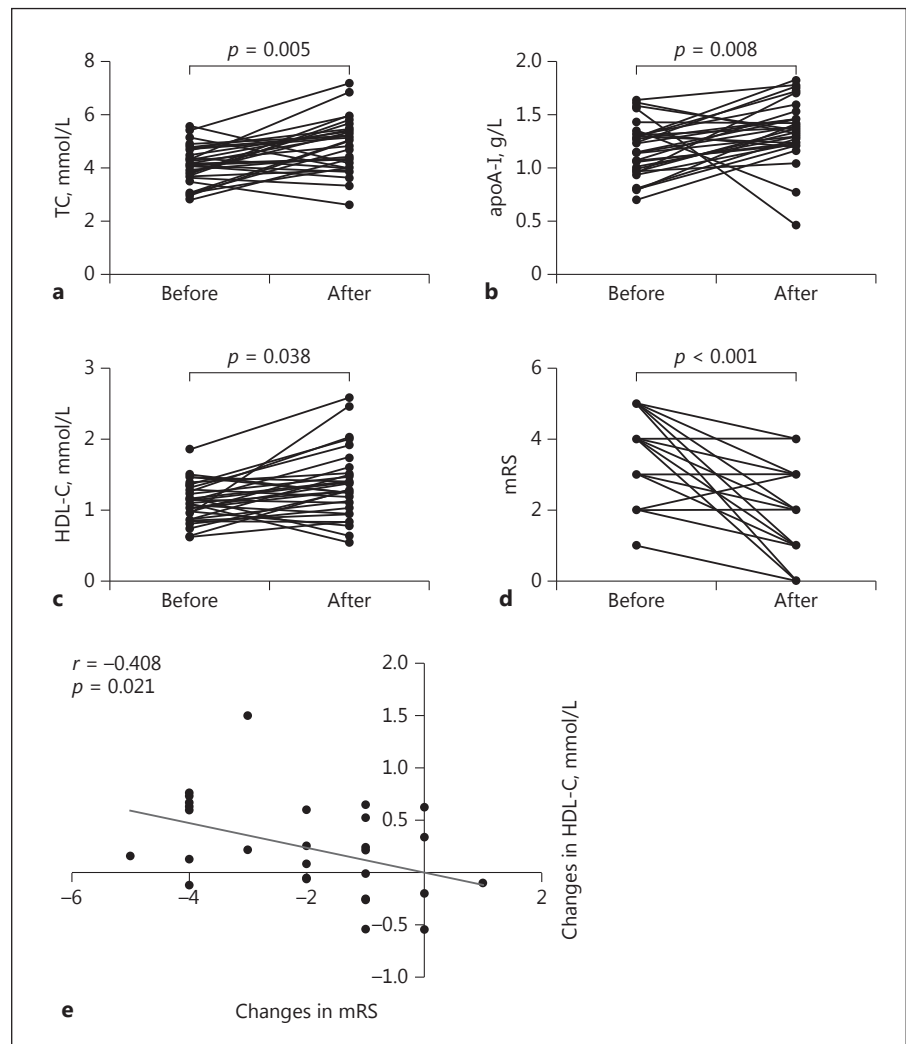 p = 0.005
8
6
4
2
0
TC, mmol/L
Before
After
a
p = 0.008
2.0
1.5
1.0
0.5
0
apoA-I, g/L
Before
After
b
p = 0.038
3
2
1
0
HDL-C, mmol/L
Before
After
c
p < 0.001
6
4
2
0
mRS
Before
After
d
r = –0.408
p = 0.021
2.0
1.5
1.0
0.5
–0.5
–1.0
–6
–4
–2
2
Changes in HDL-C, mmol/L
Changes in mRS
e